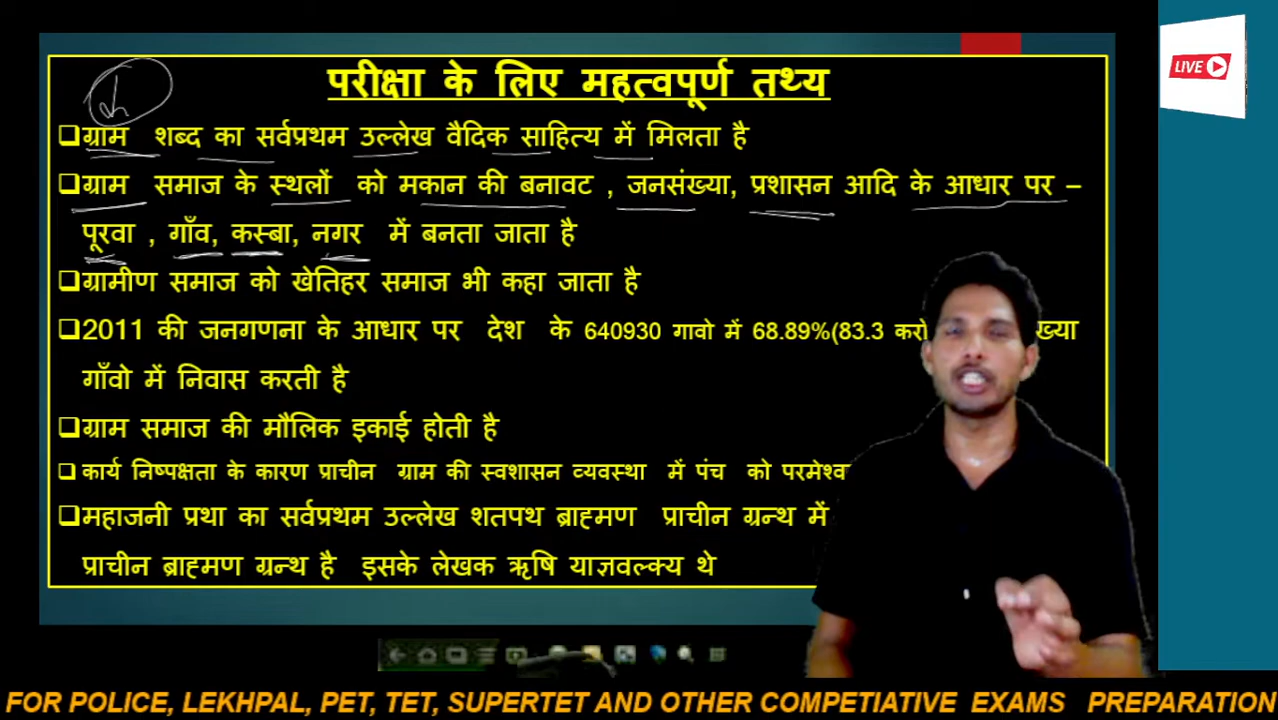 परीक्षा के लिए महत्वपूर्ण तथ्य
LIVE
ग्राम शब्द का सर्वप्रथम उल्लेख वैदिक साहित्य में मिलता है
ग्राम समाज के स्थलों को मकान की बनावट , जनसंख्या, प्रशासन आदि के आधार पर –
पूरवा , गाँव, कस्बा, नगर में बनता जाता है
ग्रामीण समाज को खेतिहर समाज भी कहा जाता है
2011 की जनगणना के आधार पर देश के 640930 गावो में 68.89%(83.3
गाँवो में निवास करती है
ग्राम समाज की मौलिक इकाई होती है
कार्य निष्पक्षता के कारण प्राचीन ग्राम की स्वशासन व्यवस्था में पंच को
महाजनी प्रथा का सर्वप्रथम उल्लेख शतपथ ब्राह्मण प्राचीन ग्रन्थ में
प्राचीन ब्राह्मण ग्रन्थ है इसके लेखक ऋषि याज्ञवल्क्य थे
FOR POLICE, LEKHPAL, PET, TET, SUPERTET AND OTHER COMPETIATIVE EXAMS PREPARATION